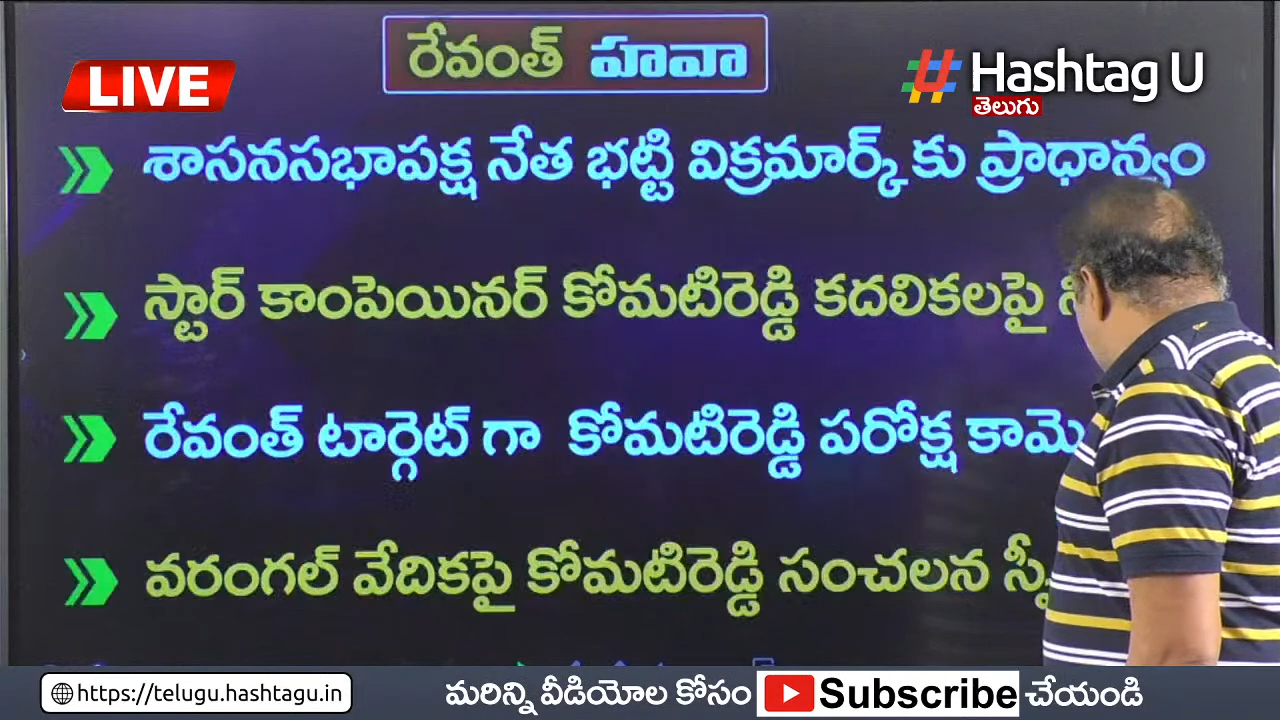 రేవంత్ హవా
LIVE
Hashtag U
తెలుగు
శాసనసభాపక్ష నేత భట్టి విక్రమార్క్ కు ప్రాధాన్యం
స్టార్ కాంపెయినర్ కోమటిరెడ్డి కదలికలపై
రేవంత్ టార్గెట్ గా కోమటిరెడ్డి పరోక్ష కామె
వరంగల్ వేదికపై కోమటిరెడ్డి సంచలన
https://telugu.hashtagu.in
మరిన్ని వీడియోల కోసం Subscribe చేయండి